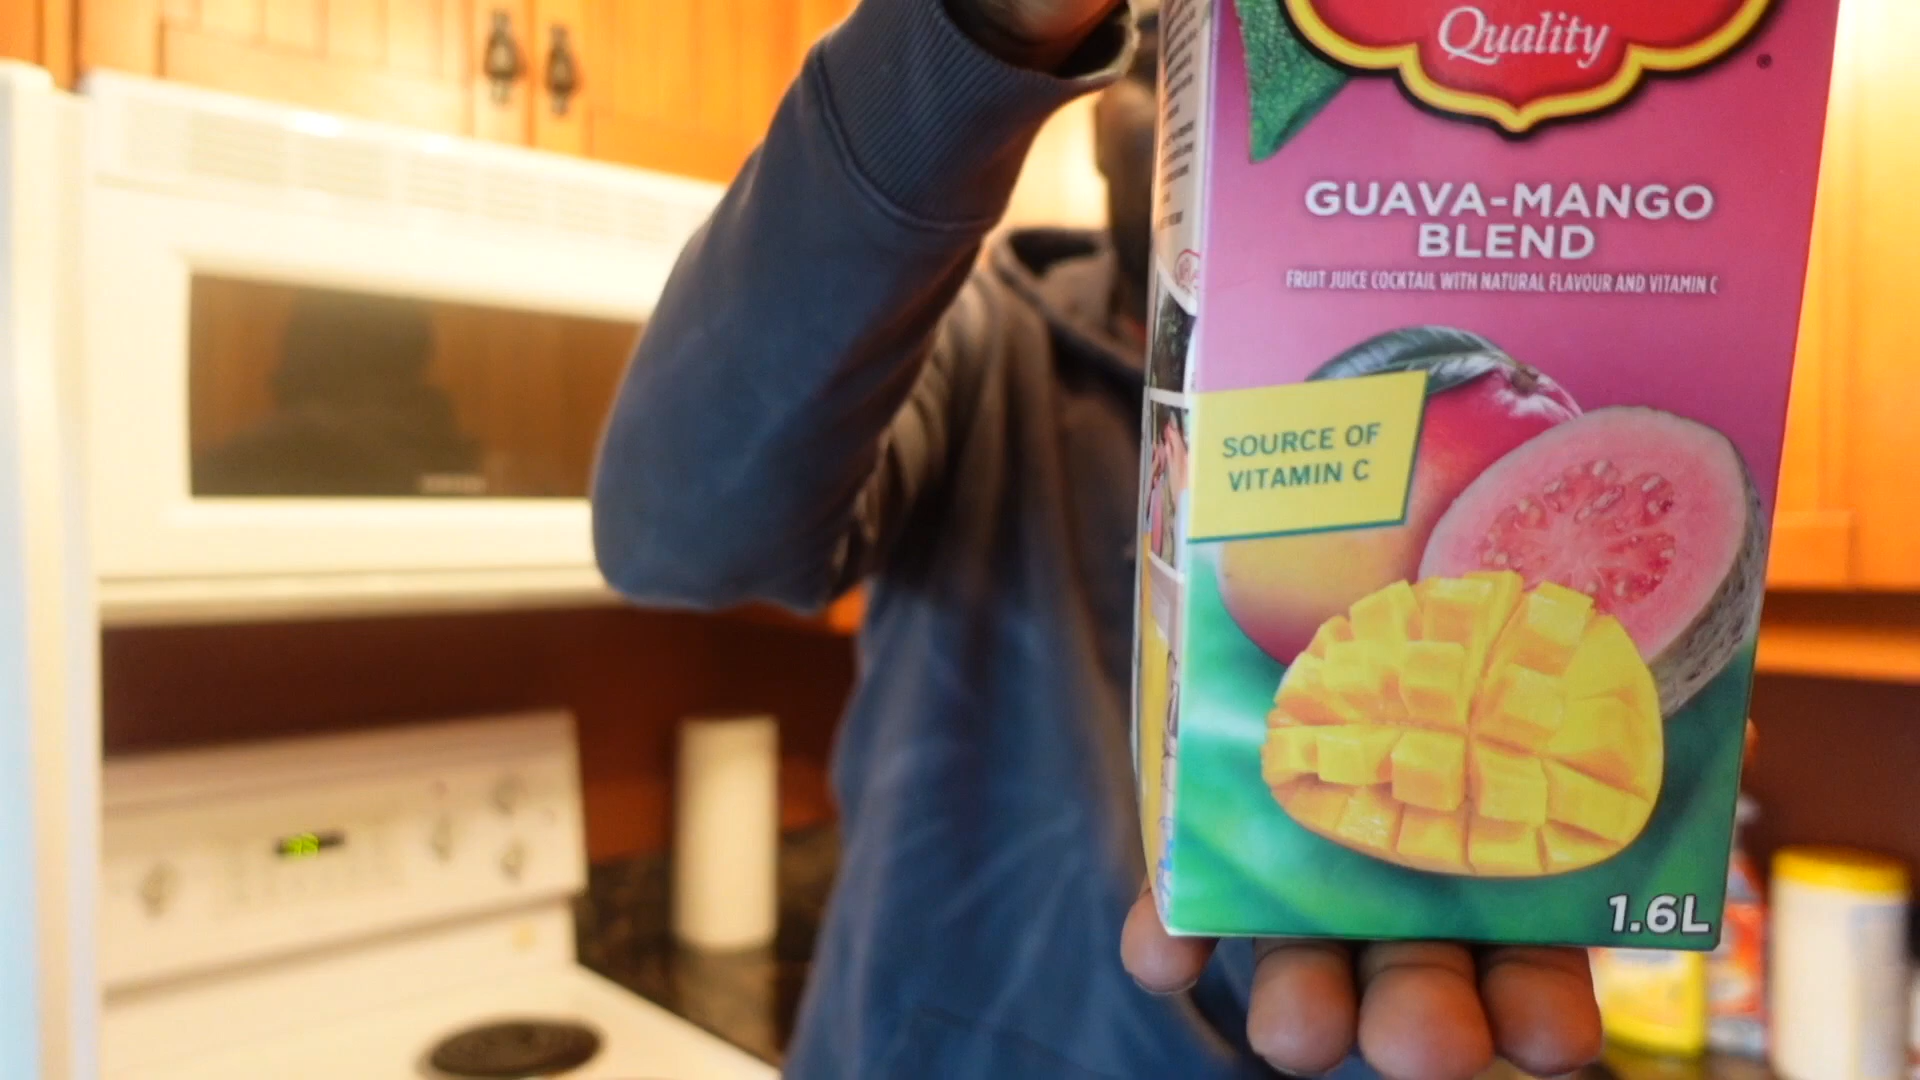 Quality
GUAVA-MANGO
BLEND
FRUIT JUICE COCKTAIL WITH NATURAL FLAVOUR AND VITAMIN C
SOURCE OF
VITAMIN C
1.6L